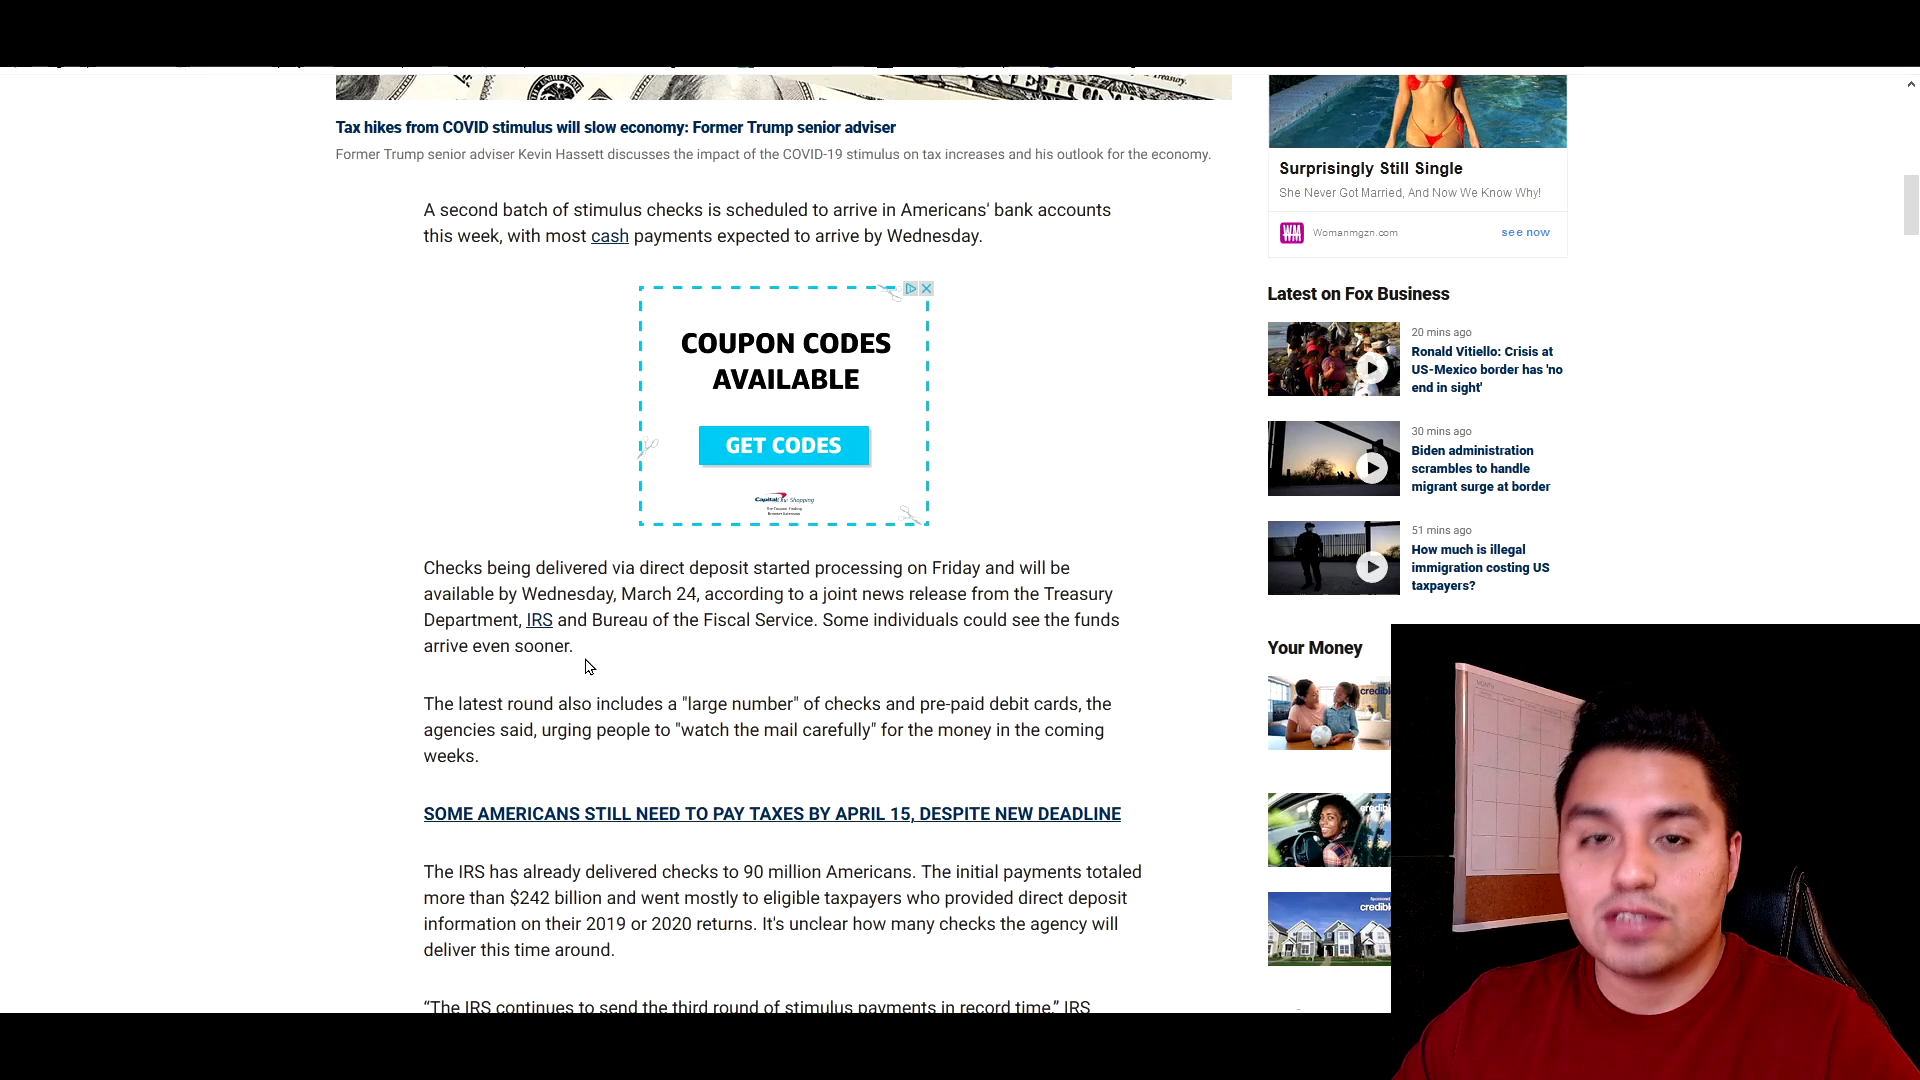 Tax hikes from COVID stimulus will slow economy: Former Trump senior adviser
Former Trump senior adviser Kevin Hassett discusses the impact of the COVID-19 stimulus on tax increases and his outlook for the economy.
A second batch of stimulus checks is scheduled to arrive in Americans' bank accounts
this week, with most cash payments expected to arrive by Wednesday.
COUPON CODES
AVAILABLE
GET CODES
Capital One Shopping
The Coupon Finding
Browser Extension
Checks being delivered via direct deposit started processing on Friday and will be
available by Wednesday, March 24, according to a joint news release from the Treasury
Department, IRS and Bureau of the Fiscal Service. Some individuals could see the funds
arrive even sooner.
The latest round also includes a "large number" of checks and pre-paid debit cards, the
agencies said, urging people to "watch the mail carefully" for the money in the coming
weeks.
SOME AMERICANS STILL NEED TO PAY TAXES BY APRIL 15, DESPITE NEW DEADLINE
The IRS has already delivered checks to 90 million Americans. The initial payments totaled
more than $242 billion and went mostly to eligible taxpayers who provided direct deposit
information on their 2019 or 2020 returns. It's unclear how many checks the agency will
deliver this time around.
“The IRS continues to send the third round of stimulus payments in record time,” IRS
Surprisingly Still Single
She Never Got Married, And Now We Know Why!
WM
Womanmgzn.com
see now
Latest on Fox Business
20 mins ago
Ronald Vitiello: Crisis at
US-Mexico border has 'no
end in sight'
30 mins ago
Biden administration
scrambles to handle
migrant surge at border
51 mins ago
How much is illegal
immigration costing US
taxpayers?
Your Money
credibl
credibl
credibl
MONTH